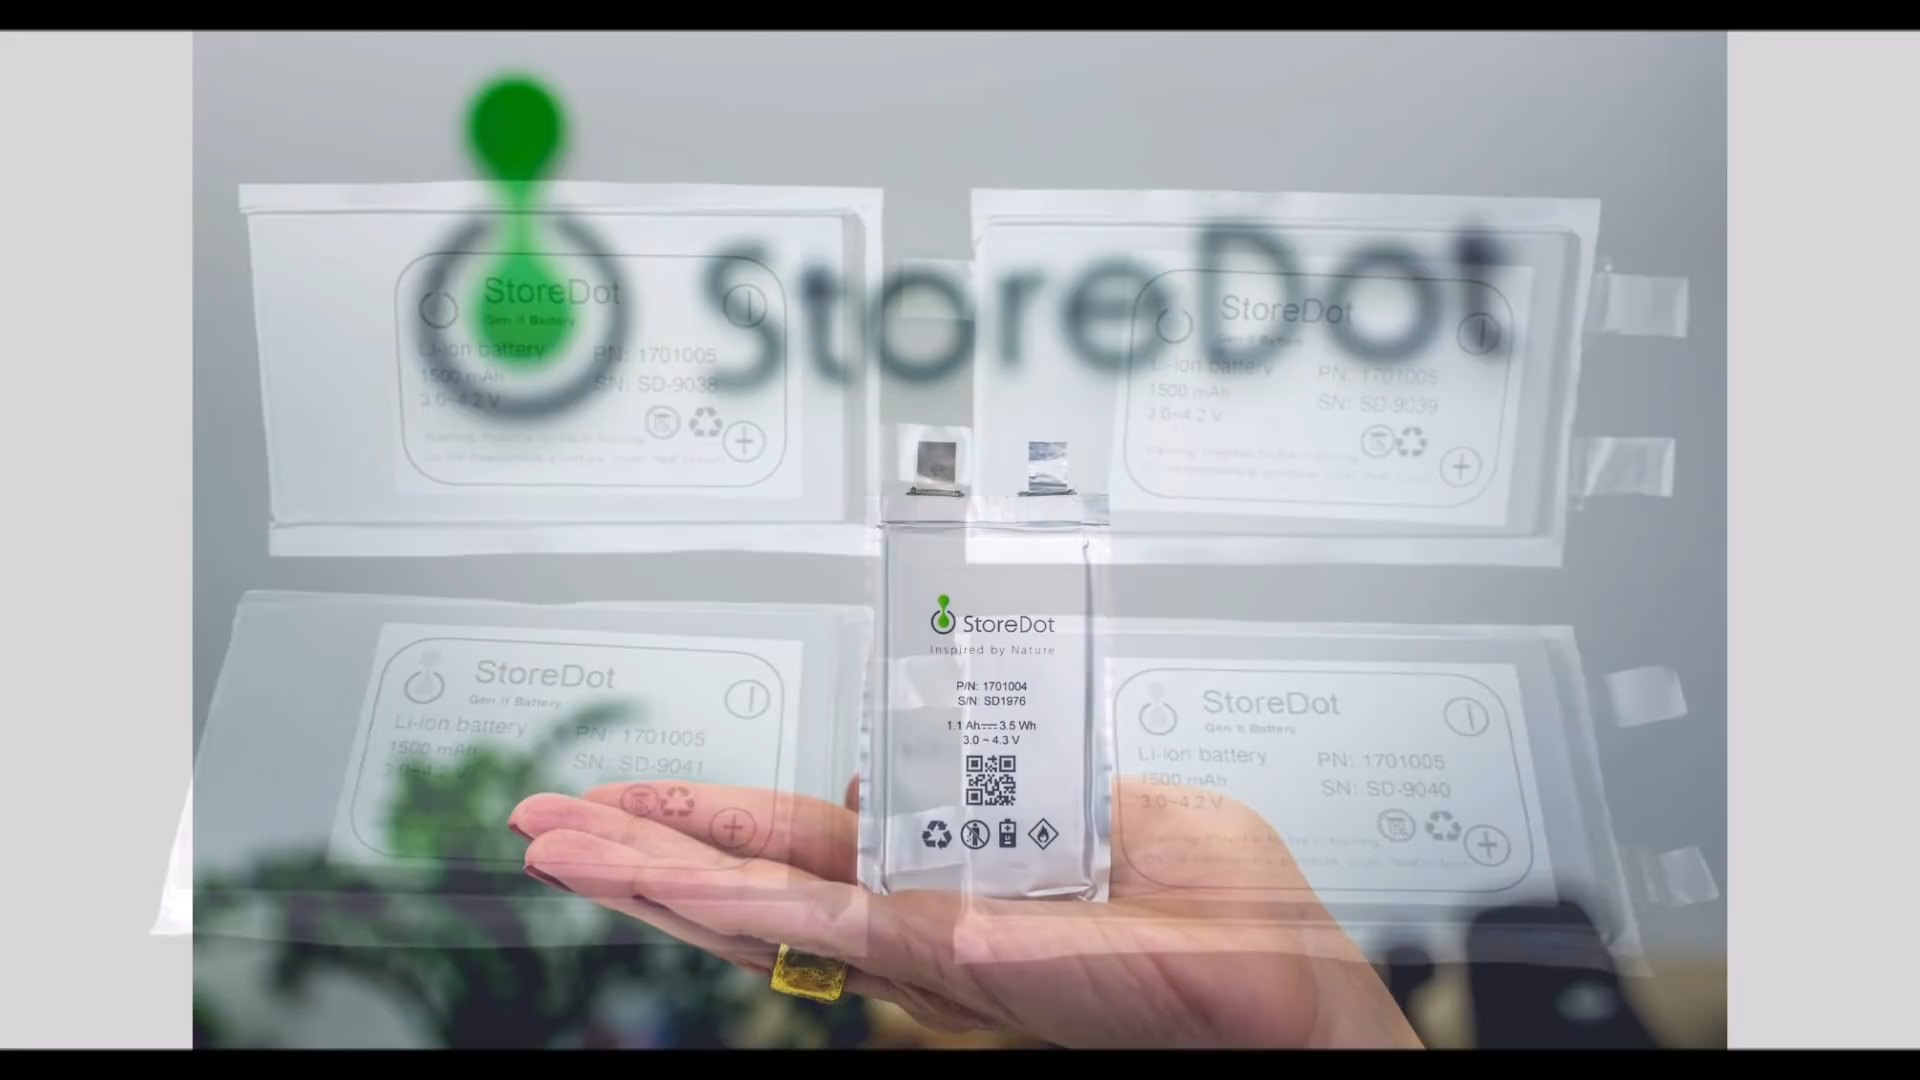 StoreDot
StoreDot
Gen II Battery
Li-ion battery
1500 mAh
3.0~4.2 V
PN: 1701005
SN: SD-9038
StoreDot
Gen II Battery
Li-ion battery
1500 mAh
3.0~4.2 V
PN: 1701005
SN: SD-9039
StoreDot
Inspired by Nature
P/N: 1701004
S/N: SD1976
1.1 Ah⎓3.5 Wh
3.0 ~ 4.3 V
StoreDot
Gen II Battery
Li-ion battery
1500 mAh
PN: 1701005
SN: SD-9041
StoreDot
Gen II Battery
Li-ion battery
1500 mAh
3.0~4.2 V
PN: 1701005
SN: SD-9040